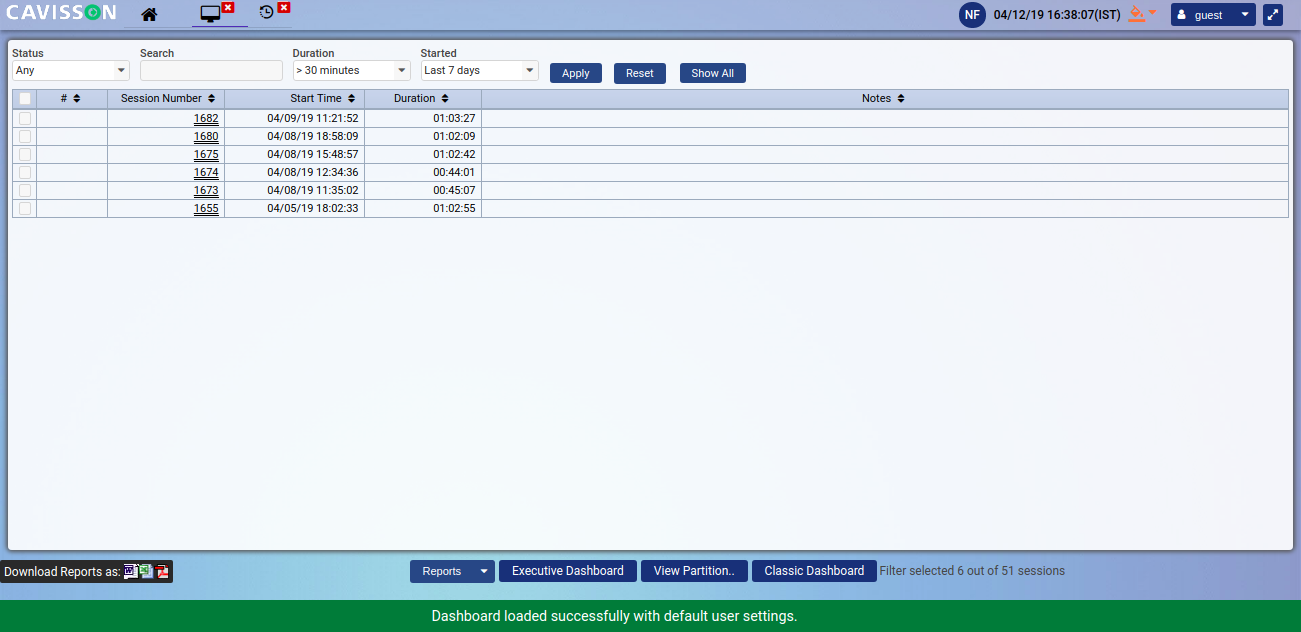 CAVISSON
NF 04/12/19 16:38:07(IST) guest
Status Search Duration Started
Any > 30 minutes Last 7 days Apply Reset Show All
# Session Number Start Time Duration Notes
1682 04/09/19 11:21:52 01:03:27
1680 04/08/19 18:58:09 01:02:09
1675 04/08/19 15:48:57 01:02:42
1674 04/08/19 12:34:36 00:44:01
1673 04/08/19 11:35:02 00:45:07
1655 04/05/19 18:02:33 01:02:55
Download Reports as: Reports Executive Dashboard View Partition.. Classic Dashboard Filter selected 6 out of 51 sessions
Dashboard loaded successfully with default user settings.